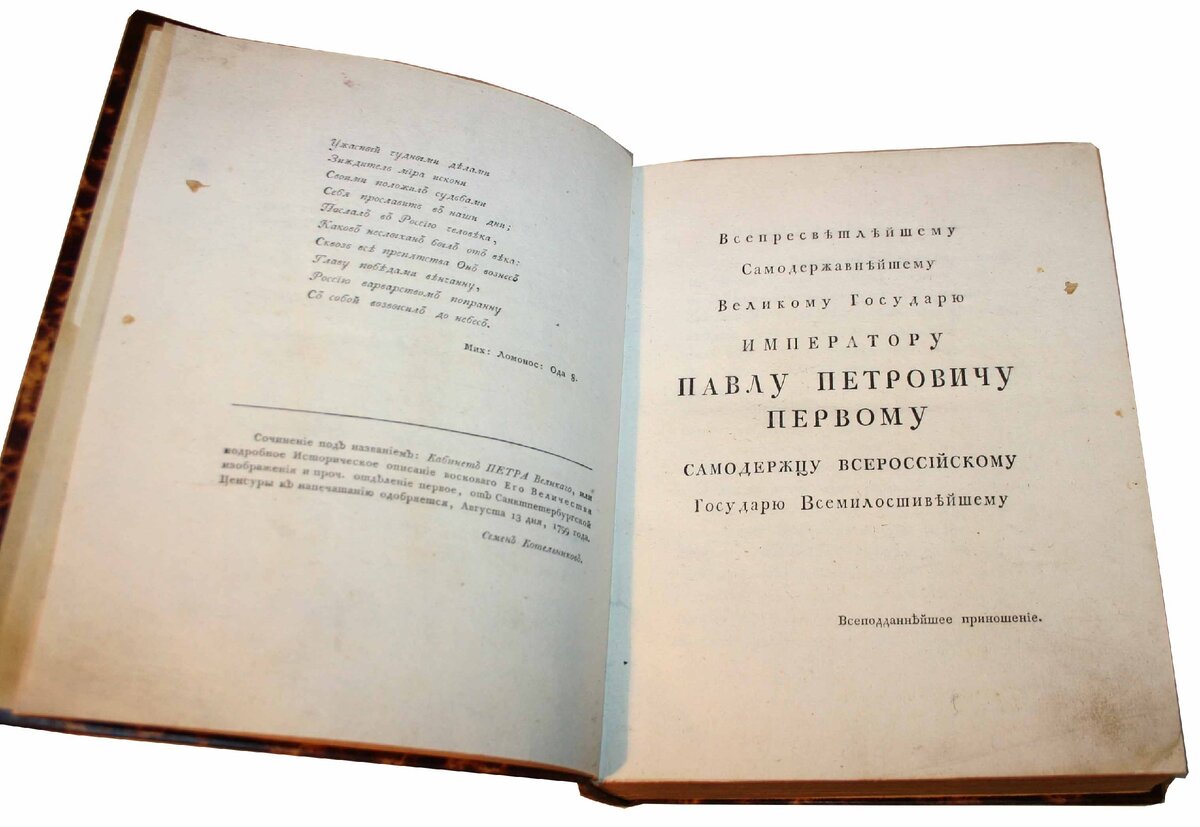 Ужасный чудными дѣлами
Зиждитель міра искони
Своими положилъ судьбами
Себя прославить въ наши дни;
Послалъ въ Россію человѣка,
Каковъ неслыханъ былъ отъ вѣка;
Сквозь всѣ препятства Онъ вознесъ
Главу побѣдами вѣнчанну,
Россію варварствомъ попранну
Съ собой возвысилъ до небесъ.
Мих: Ломонос: Ода 8.
Сочиненіе подъ названіемъ: Кабинетъ ПЕТРА Великаго, или
подробное Историческое описаніе восковаго Его Величества
изображенія и проч. отдѣленіе первое, отъ Санктпетербургской
Ценсуры къ напечатанію одобряется, Августа 13 дня, 1799 года.
Семенъ Котельниковъ.
Всепресвѣтлѣйшему
Самодержавнѣйшему
Великому Государю
ИМПЕРАТОРУ
ПАВЛУ ПЕТРОВИЧУ
ПЕРВОМУ
САМОДЕРЖЦУ ВСЕРОССІЙСКОМУ
Государю Всемилостивѣйшему
Всеподданнѣйшее приношеніе.